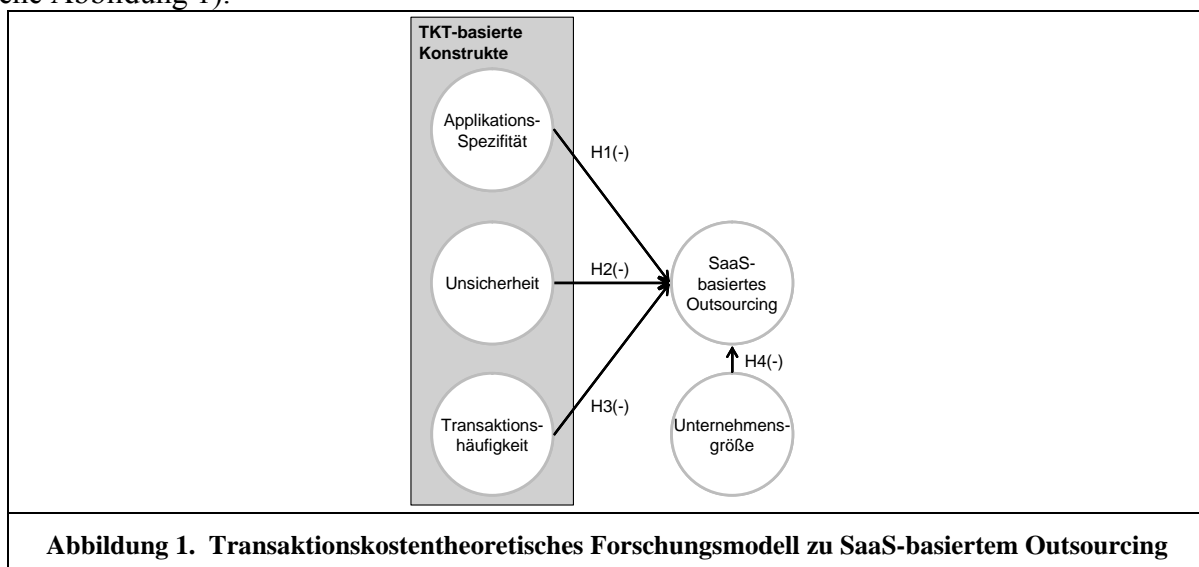 che Abbildung 1).
TKT-basierte
Konstrukte
Applikations-
Spezifität
H1(-)
Unsicherheit
H2(-)
SaaS-
basiertes
Outsourcing
H4(-)
Transaktions-
häufigkeit
H3(-)
Unternehmens-
größe
Abbildung 1. Transaktionskostentheoretisches Forschungsmodell zu SaaS-basiertem Outsourcing